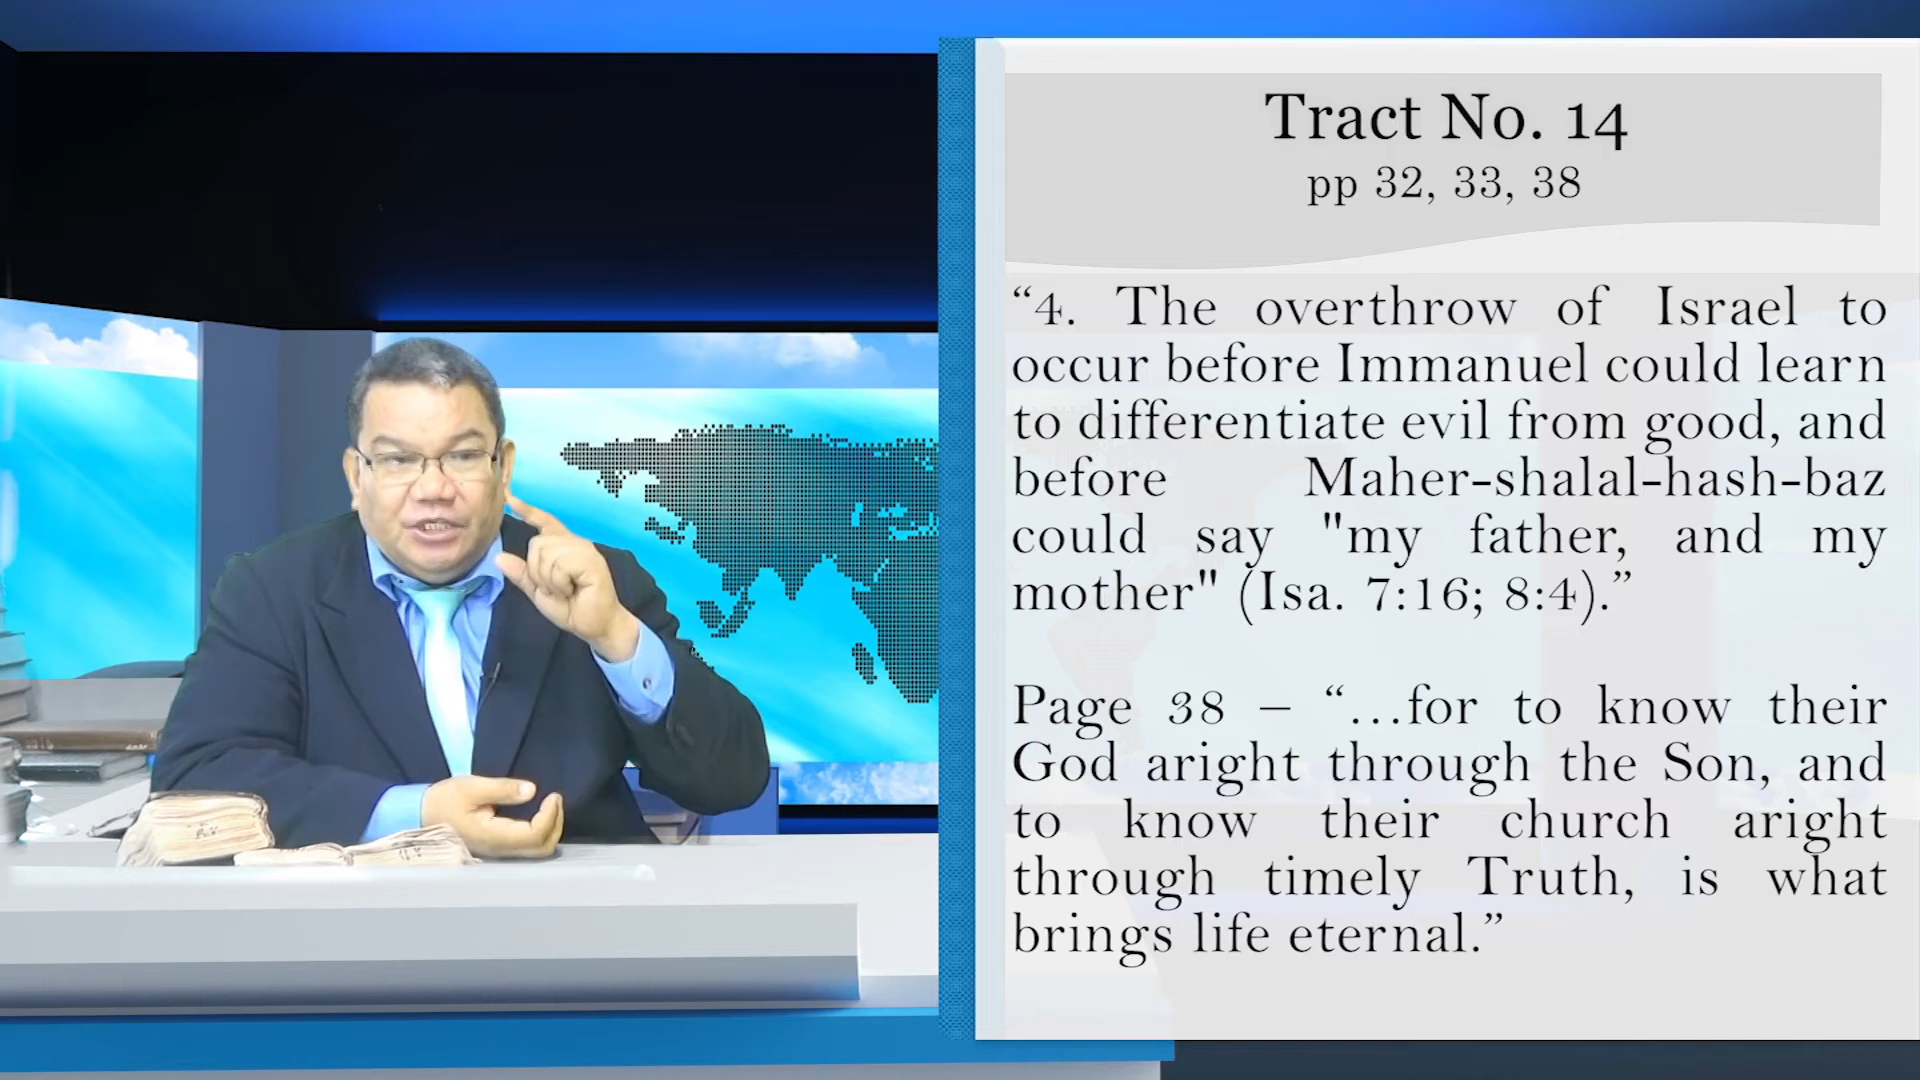 Tract No. 14
pp 32, 33, 38
“4. The overthrow of Israel to
occur before Immanuel could learn
to differentiate evil from good, and
before Maher-shalal-hash-baz
could say "my father, and my
mother" (Isa. 7:16; 8:4).”
Page 38 – “…for to know their
God aright through the Son, and
to know their church aright
through timely Truth, is what
brings life eternal.”